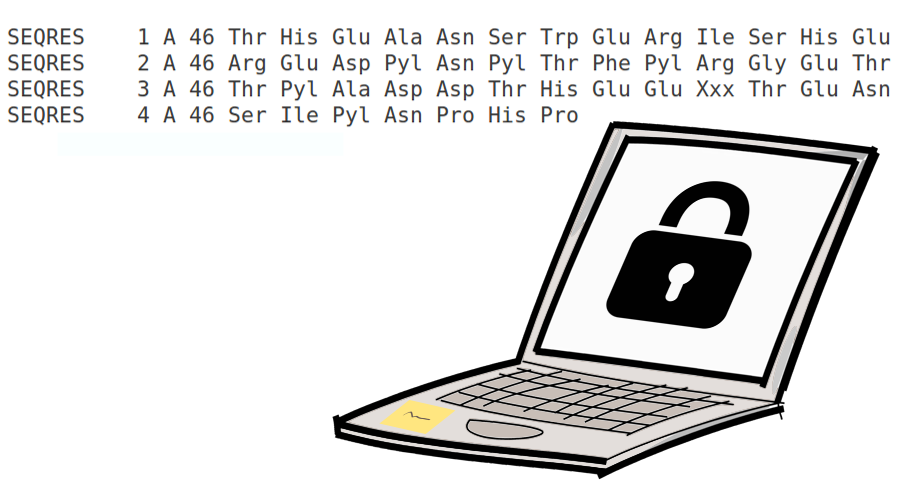 SEQRES 1 A 46 Thr His Glu Ala Asn Ser Trp Glu Arg Ile Ser His Glu
SEQRES 2 A 46 Arg Glu Asp Pyl Asn Pyl Thr Phe Pyl Arg Gly Glu Thr
SEQRES 3 A 46 Thr Pyl Ala Asp Asp Thr His Glu Glu Xxx Thr Glu Asn
SEQRES 4 A 46 Ser Ile Pyl Asn Pro His Pro